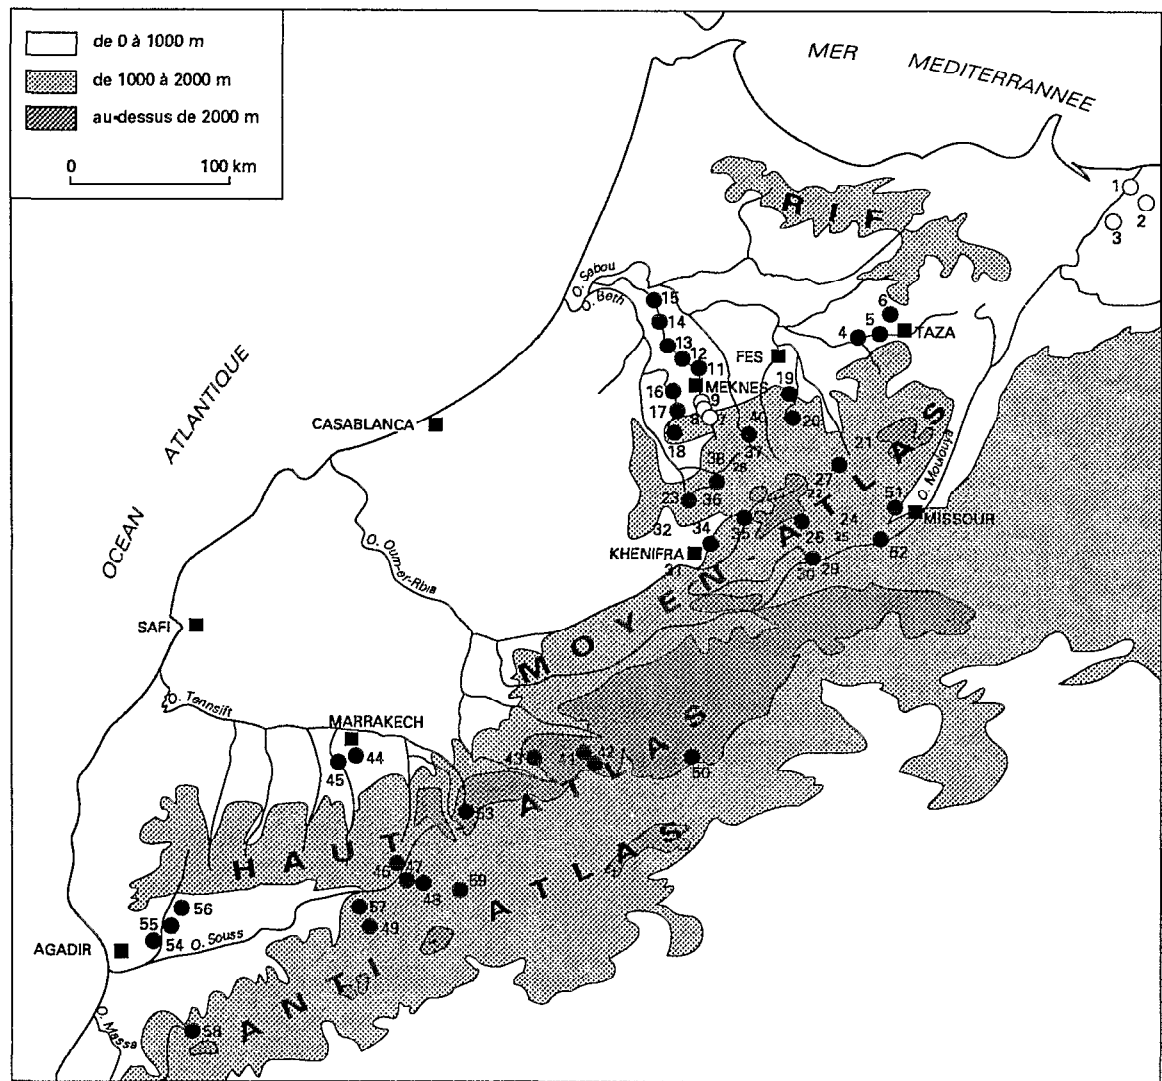 de 0 à 1000 m
de 1000 à 2000 m
au-dessus de 2000 m
0 100 km
MER MEDITERRANNEE
OCEAN ATLANTIQUE
RIF
1
2
3
O. Sabou
O. Beth
15
14
13
12
11
6
5
4
TAZA
FES
MEKNES
19
16
9
17
8
7
18
20
40
37
21
CASABLANCA
38
28
27
22
23
36
32
34
35
24
26
25
51
O. Moulouya
MISSOUR
52
KHENIFRA
31
30
29
MOYEN ATLAS
O. Oum-er-Rbia
SAFI
O. Tennsift
MARRAKECH
45
44
43
41
42
50
53
HAUT ATLAS
46
47
48
59
57
49
56
55
54
AGADIR
O. Souss
ANTI ATLAS
O. Massa
58